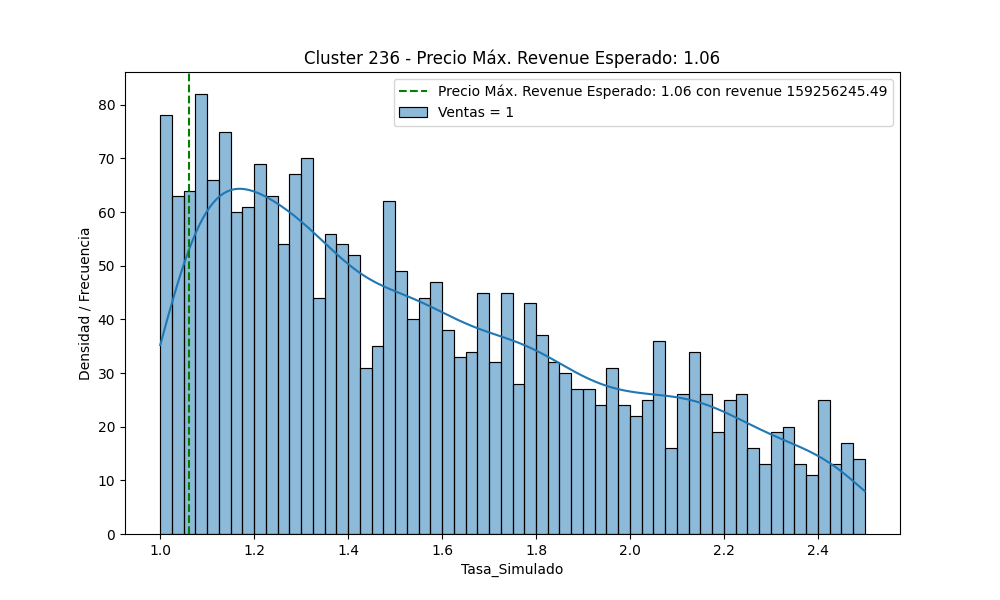 Cluster 236 - Precio Máx. Revenue Esperado: 1.06
Precio Máx. Revenue Esperado: 1.06 con revenue 159256245.49
Ventas = 1
Densidad / Frecuencia
80
70
60
50
40
30
20
10
0
1.0 1.2 1.4 1.6 1.8 2.0 2.2 2.4
Tasa_Simulado